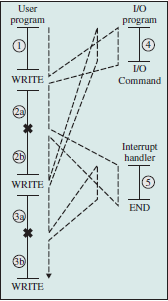 User program
I/O program
1
4
WRITE
I/O Command
2a
2b
Interrupt handler
WRITE
5
3a
END
3b
WRITE